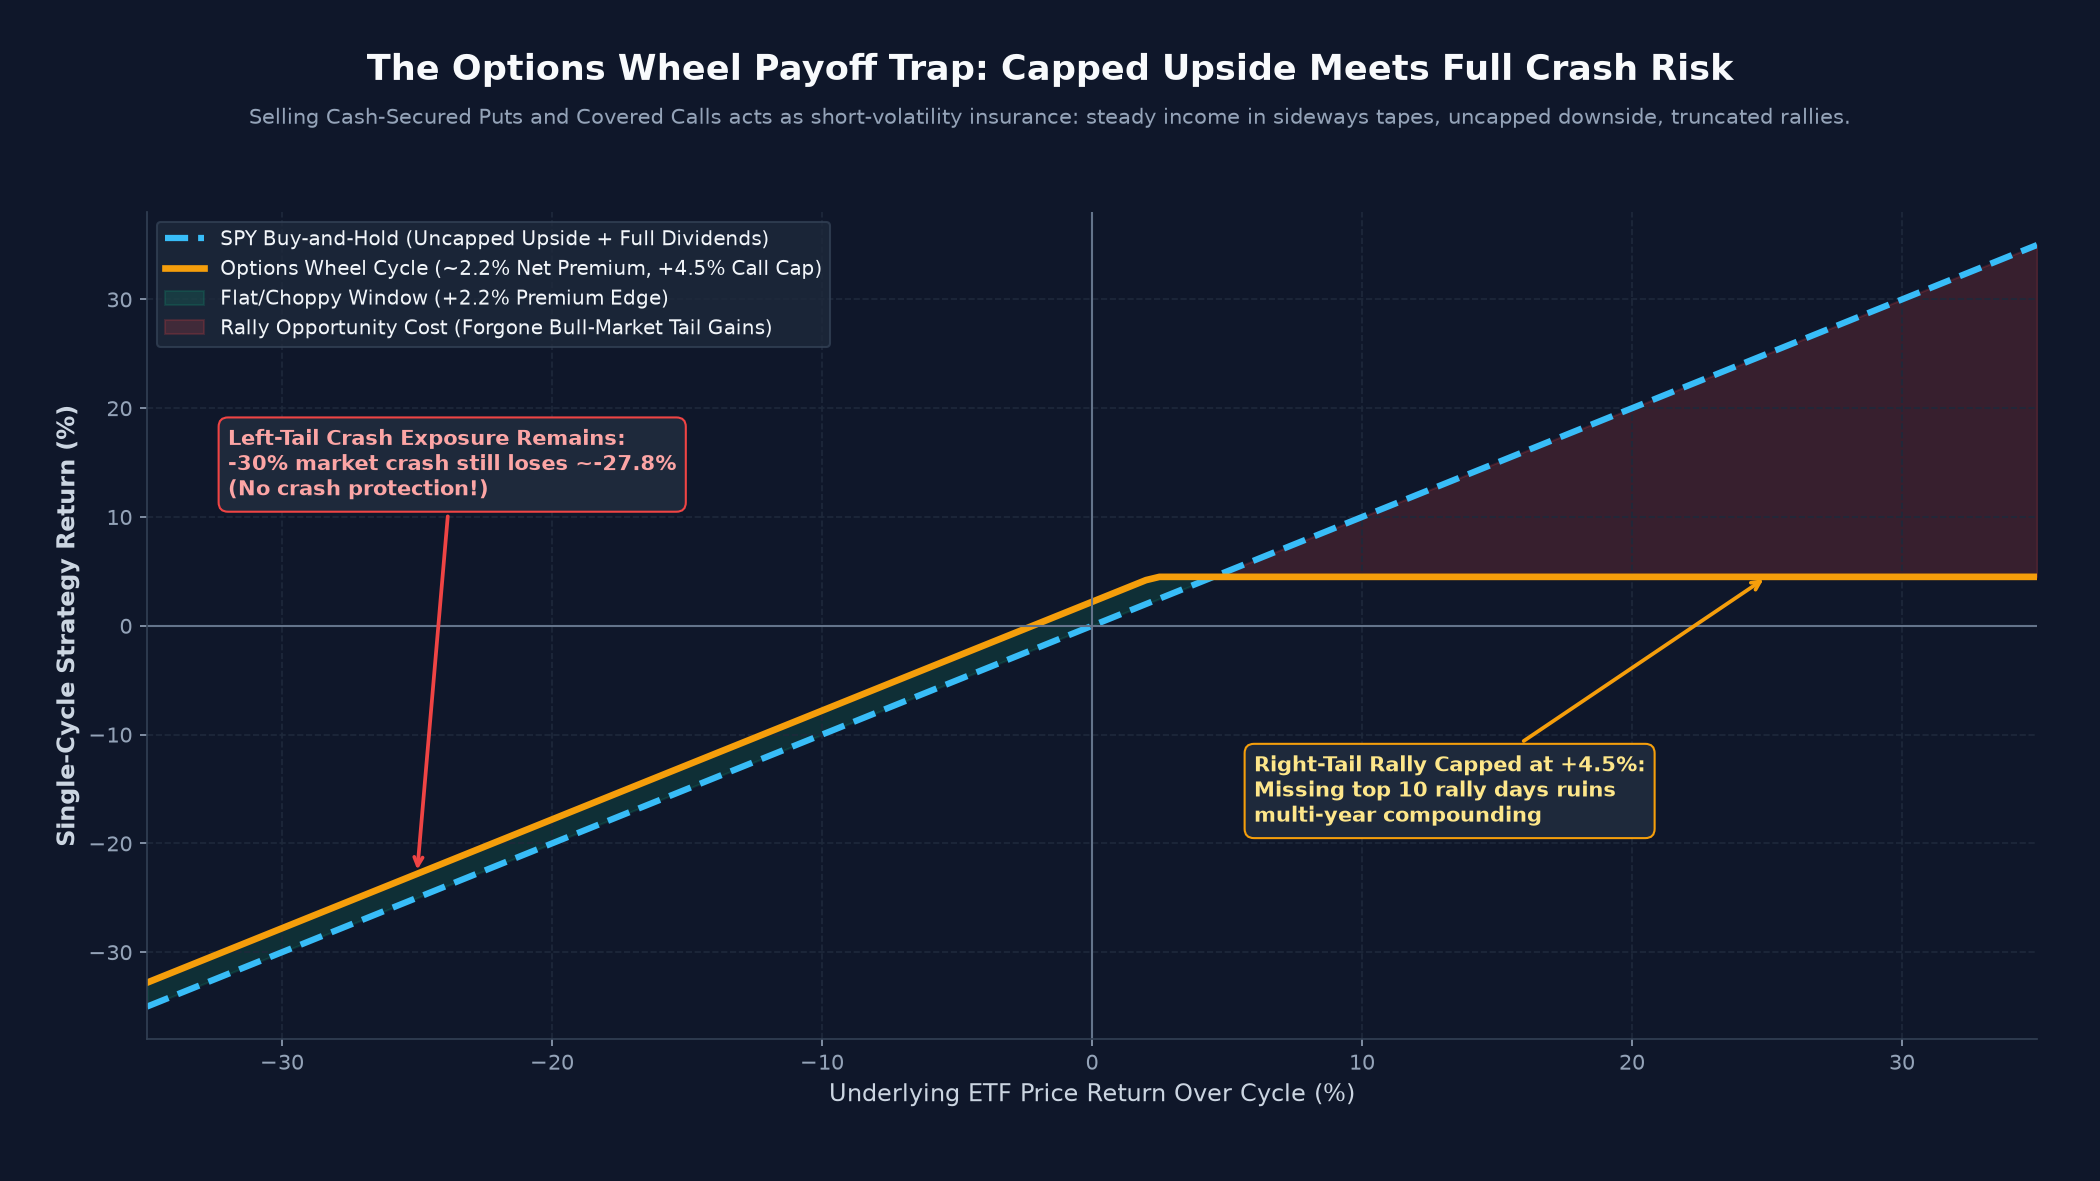 The Options Wheel Payoff Trap: Capped Upside Meets Full Crash Risk
Selling Cash-Secured Puts and Covered Calls acts as short-volatility insurance: steady income in sideways tapes, uncapped downside, truncated rallies.
SPY Buy-and-Hold (Uncapped Upside + Full Dividends)
Options Wheel Cycle (~2.2% Net Premium, +4.5% Call Cap)
Flat/Choppy Window (+2.2% Premium Edge)
Rally Opportunity Cost (Forgone Bull-Market Tail Gains)
Left-Tail Crash Exposure Remains:
-30% market crash still loses ~-27.8%
(No crash protection!)
Right-Tail Rally Capped at +4.5%:
Missing top 10 rally days ruins
multi-year compounding
Single-Cycle Strategy Return (%)
30
20
10
0
−10
−20
−30
−30
−20
−10
0
10
20
30
Underlying ETF Price Return Over Cycle (%)